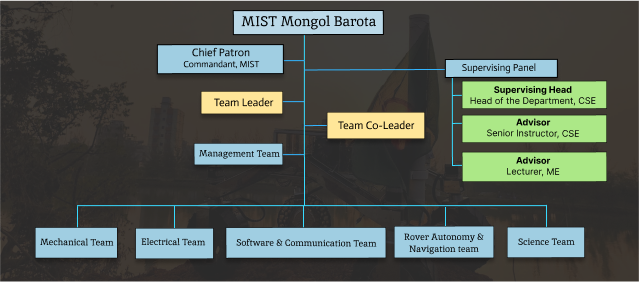 MIST Mongol Barota
Chief Patron
Commandant, MIST
Supervising Panel
Supervising Head
Head of the Department, CSE
Team Leader
Team Co-Leader
Advisor
Senior Instructor, CSE
Management Team
Advisor
Lecturer, ME
Mechanical Team
Electrical Team
Software & Communication Team
Rover Autonomy &
Navigation team
Science Team